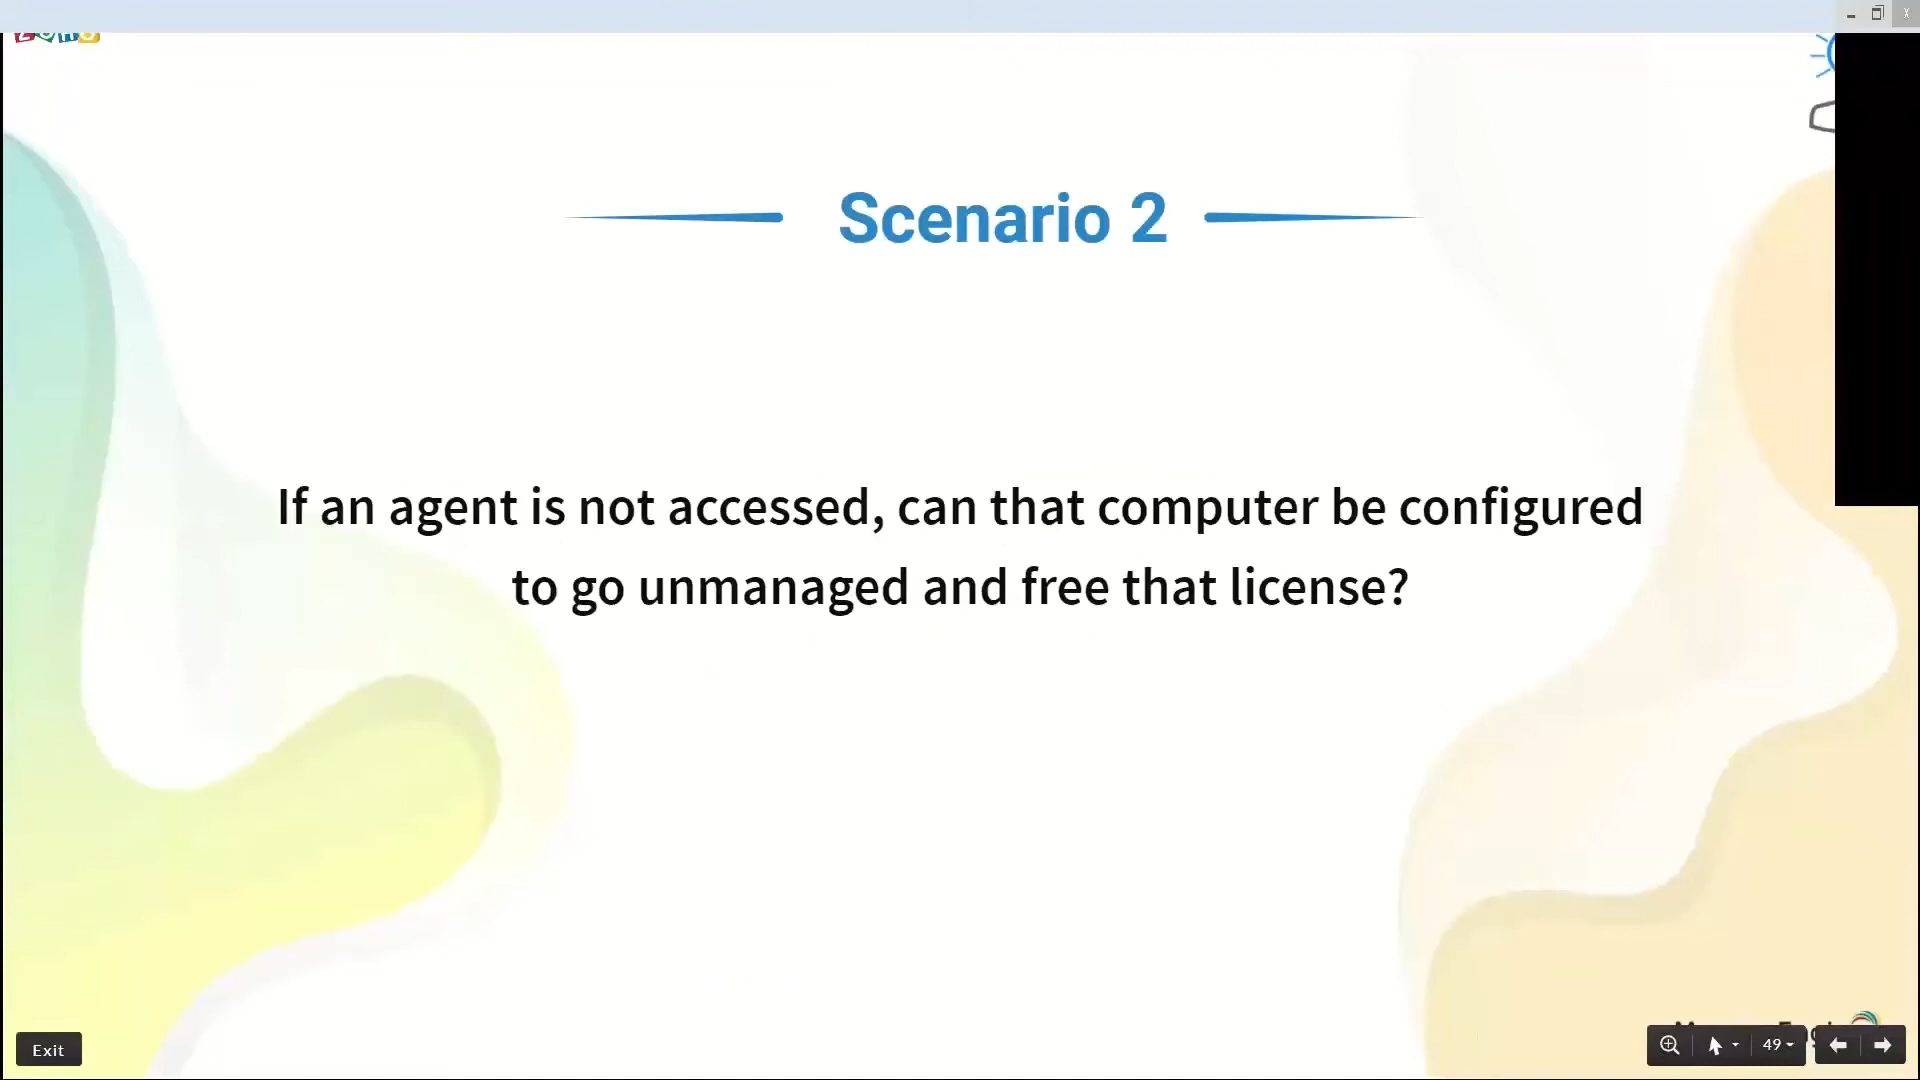 Scenario 2
If an agent is not accessed, can that computer be configured
to go unmanaged and free that license?
Exit
49